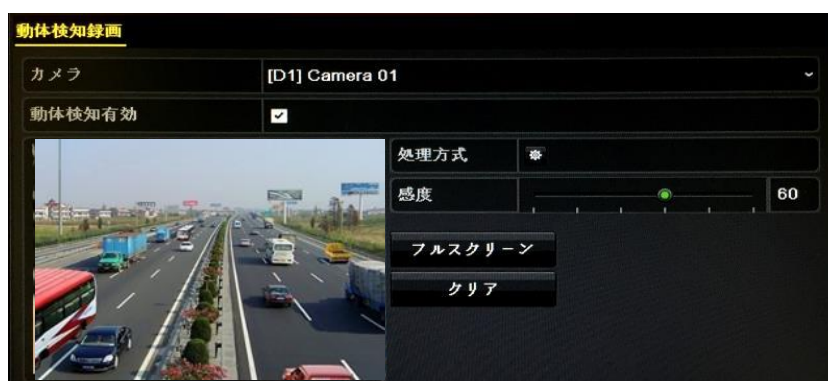 動体検知録画
カメラ [D1] Camera 01
動体検知有効
処理方式
感度 60
フルスクリーン
クリア